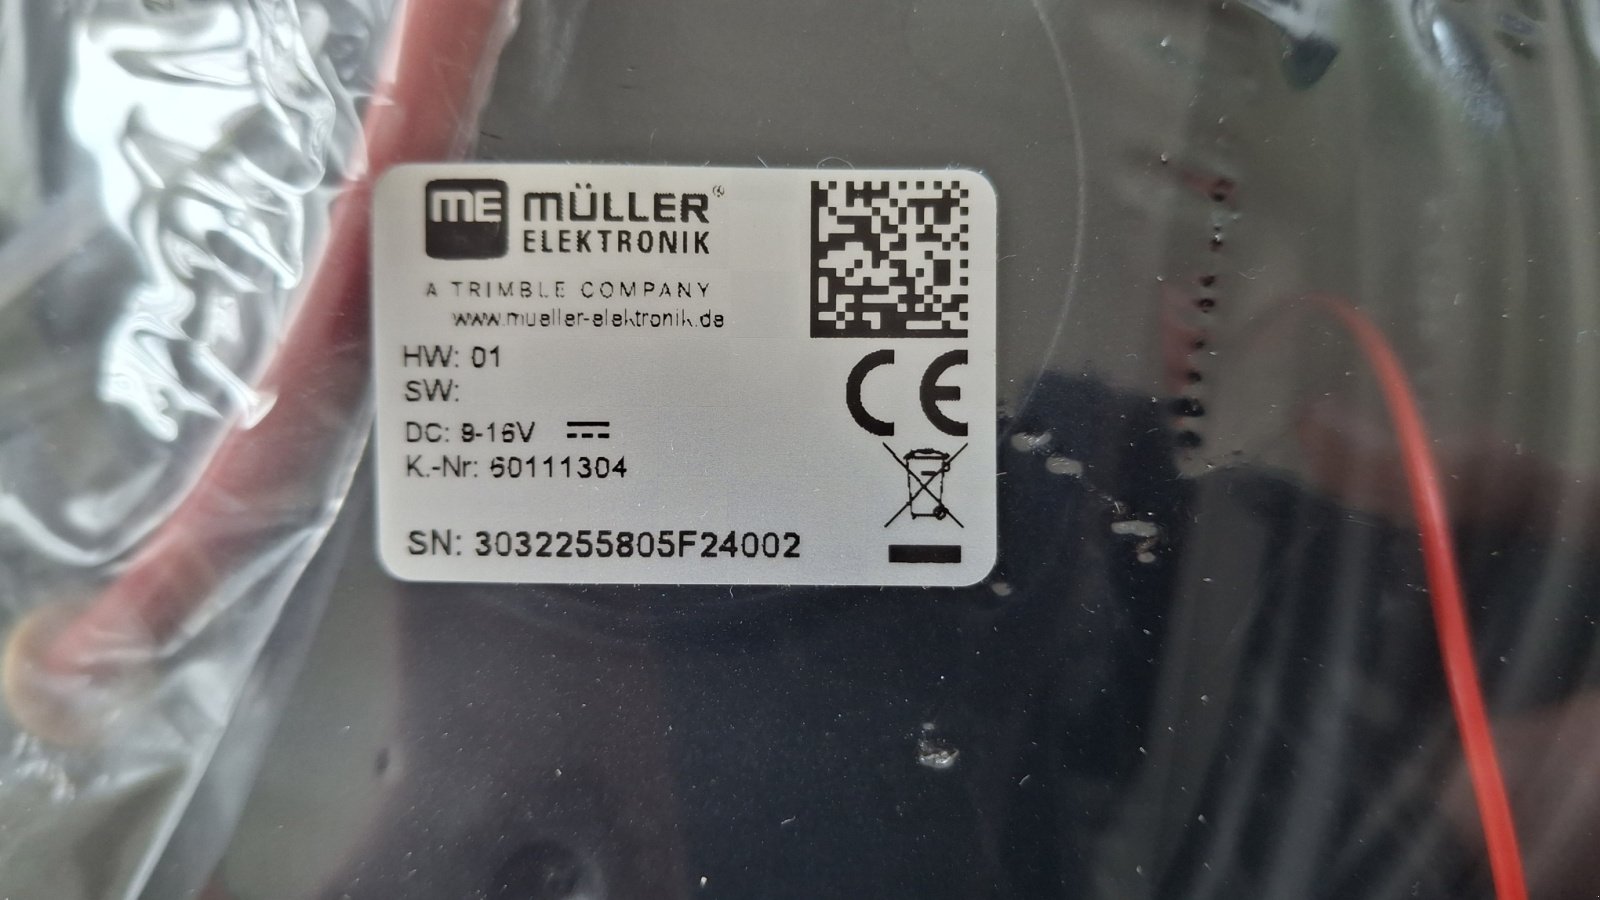 ME MÜLLER®
ELEKTRONIK
A TRIMBLE COMPANY
www.mueller-elektronik.de
HW: 01
SW:
DC: 9-16V
K.-Nr: 60111304
CE
SN: 3032255805F24002